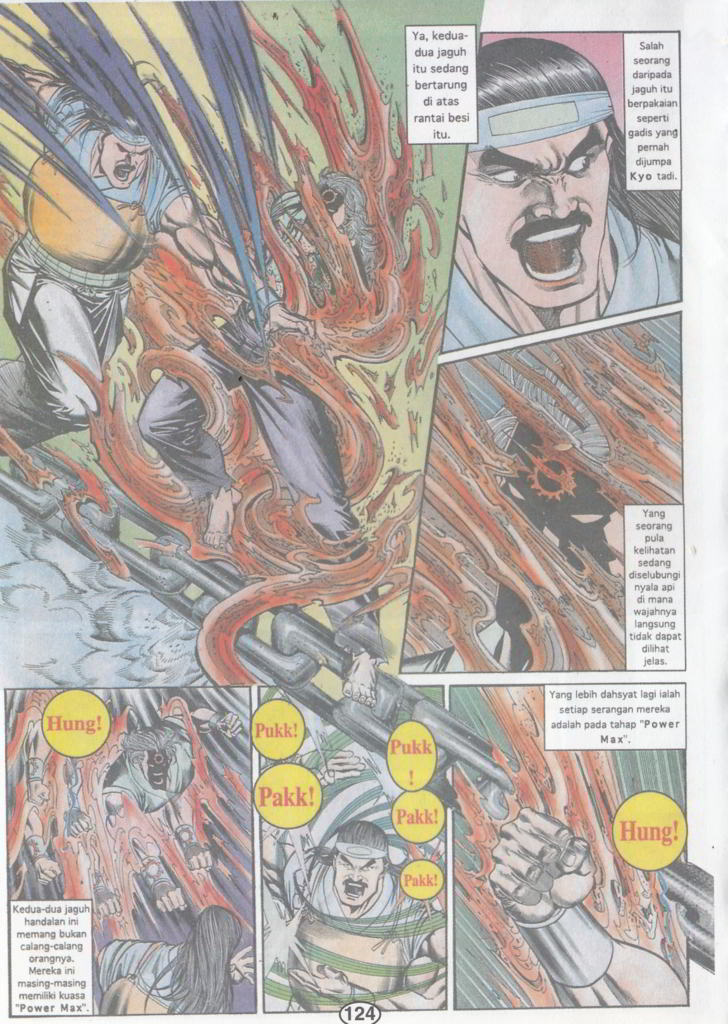 Ya, kedua-
dua jaguh
itu sedang
bertarung
di atas
rantai besi
itu.
Salah
seorang
daripada
jaguh itu
berpakaian
seperti
gadis yang
pernah
dijumpa
Kyo tadi.
Yang
seorang
pula
kelihatan
sedang
diselubungi
nyala api
di mana
wajahnya
langsung
tidak dapat
dilihat
jelas.
Hung!
Kedua-dua jaguh
handalan ini
memang bukan
calang-calang
orangnya.
Mereka ini
masing-masing
memiliki kuasa
"Power Max".
Pukk!
Pakk!
Pukk
!
Pakk!
Pakk!
Yang lebih dahsyat lagi ialah
setiap serangan mereka
adalah pada tahap "Power
Max".
Hung!
124